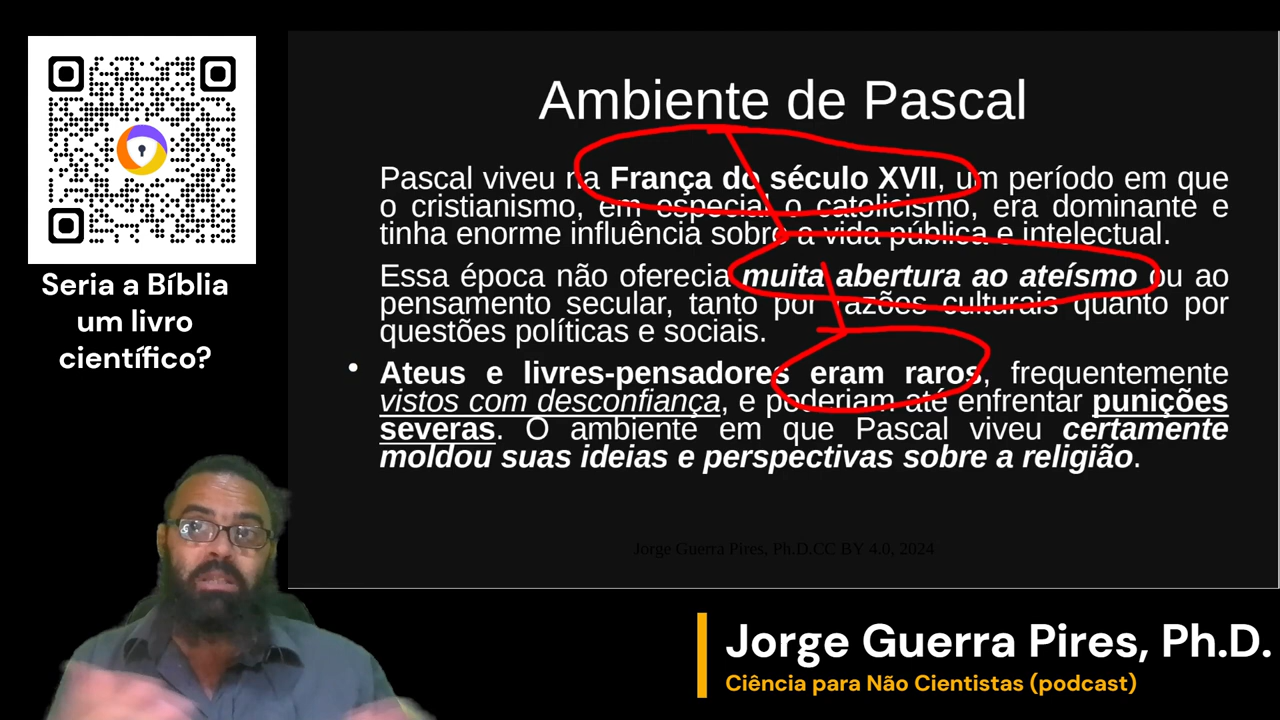 Seria a Bíblia
um livro
científico?
Ambiente de Pascal
Pascal viveu na França do século XVII, um período em que
o cristianismo, em especial o catolicismo, era dominante e
tinha enorme influência sobre a vida pública e intelectual.
Essa época não oferecia muita abertura ao ateísmo ou ao
pensamento secular, tanto por razões culturais quanto por
questões políticas e sociais.
• Ateus e livres-pensadores eram raros, frequentemente
vistos com desconfiança, e poderiam até enfrentar punições
severas. O ambiente em que Pascal viveu certamente
moldou suas ideias e perspectivas sobre a religião.
Jorge Guerra Pires, Ph.D.CC BY 4.0, 2024
Jorge Guerra Pires, Ph.D.
Ciência para Não Cientistas (podcast)